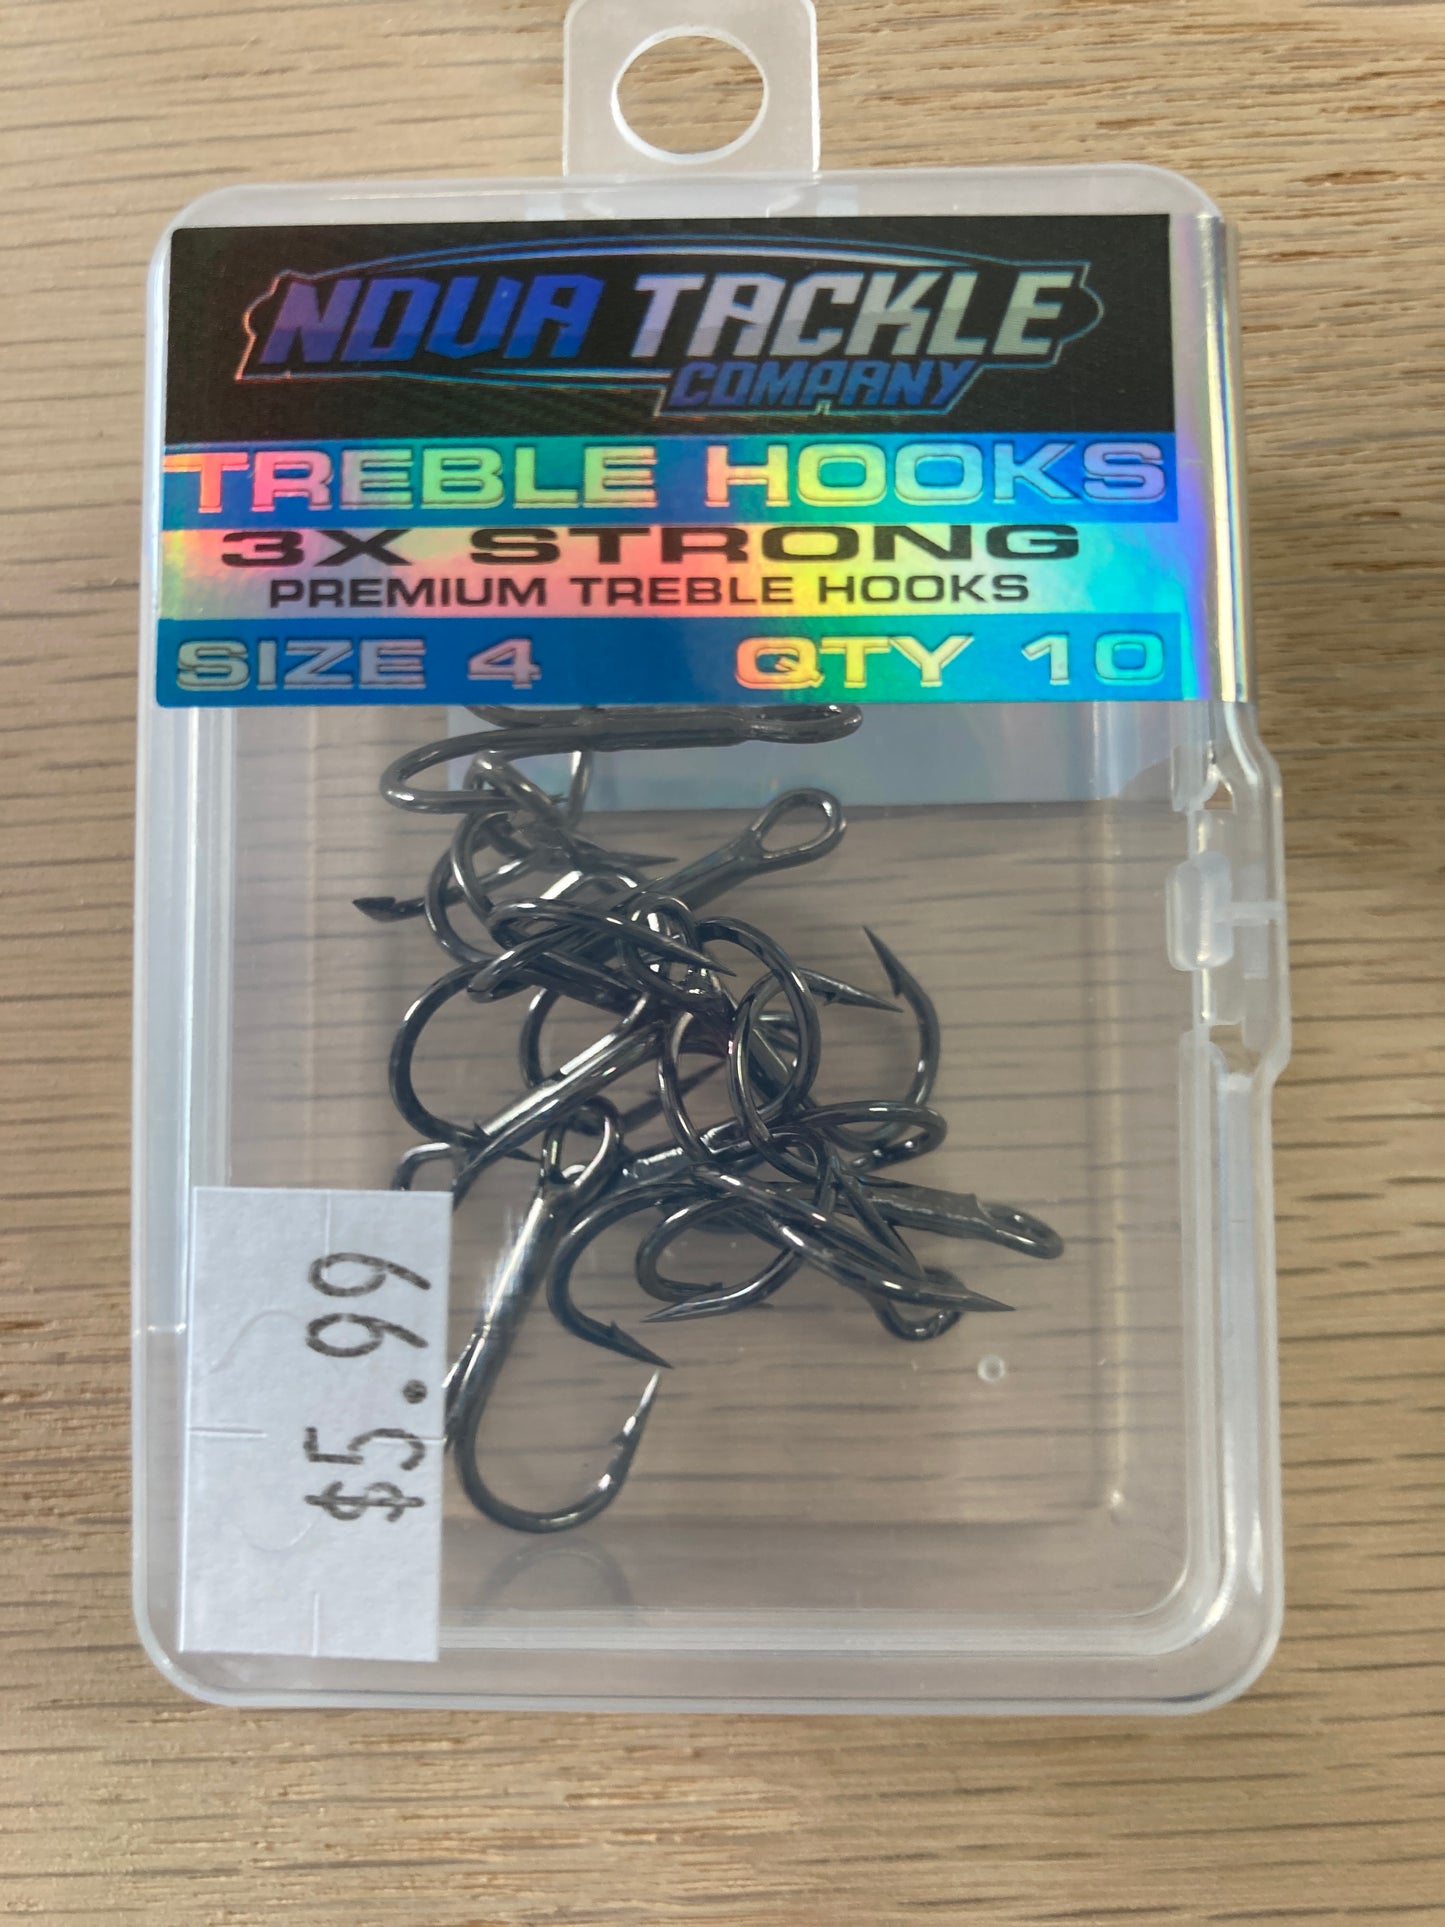 NOVA TACKLE
COMPANY
TREBLE HOOKS
3X STRONG
PREMIUM TREBLE HOOKS
SIZE 4 QTY 10
$5.99